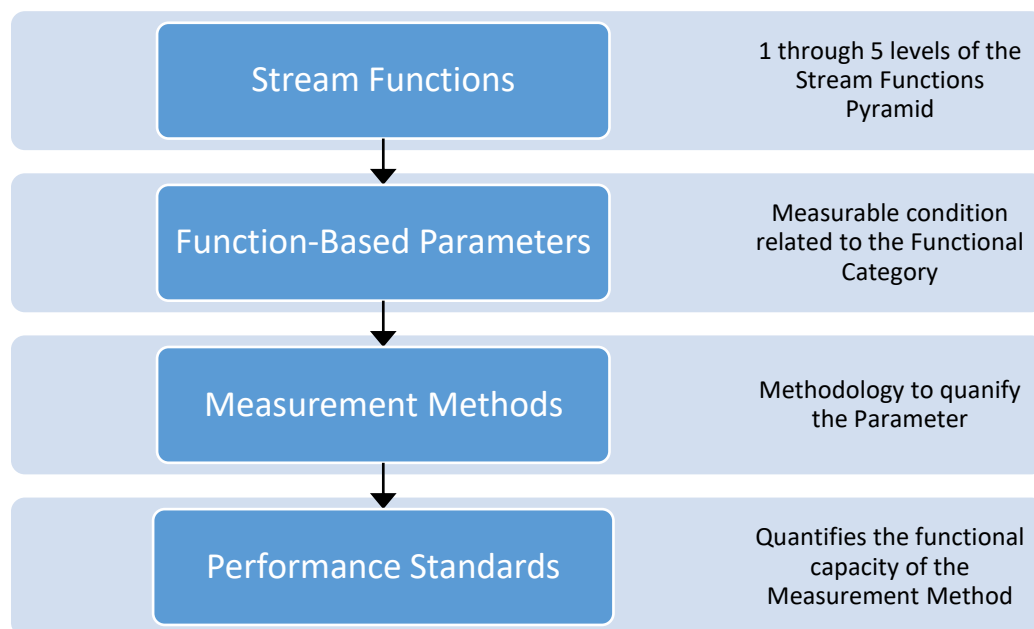 Stream Functions
1 through 5 levels of the
Stream Functions
Pyramid
Function-Based Parameters
Measurable condition
related to the Functional
Category
Measurement Methods
Methodology to quanify
the Parameter
Performance Standards
Quantifies the functional
capacity of the
Measurement Method